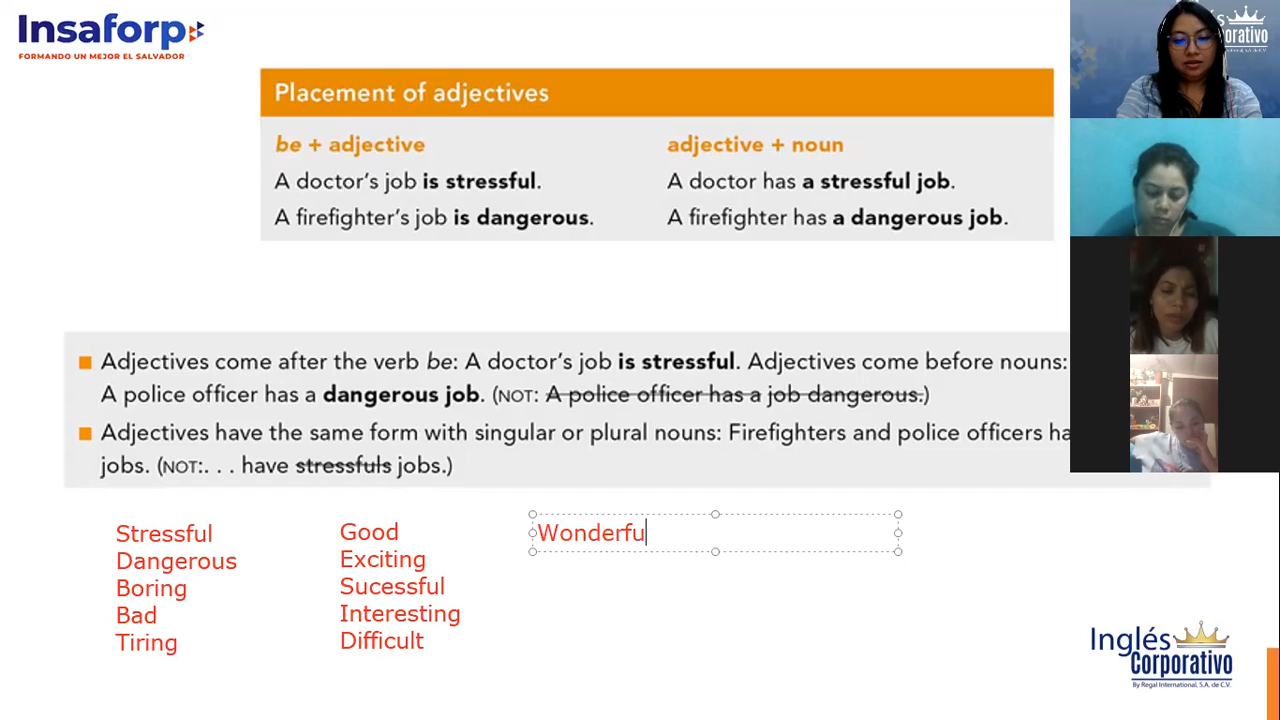 Insaforp
FORMANDO UN MEJOR EL SALVADOR
Placement of adjectives
be + adjective
A doctor's job is stressful.
A firefighter's job is dangerous.
adjective + noun
A doctor has a stressful job.
A firefighter has a dangerous job.
Adjectives come after the verb be: A doctor's job is stressful. Adjectives come before nouns:
A police officer has a dangerous job. (NOT: A police officer has a job dangerous.)
Adjectives have the same form with singular or plural nouns: Firefighters and police officers ha
jobs. (NOT:. . . have stressfuls jobs.)
Stressful
Dangerous
Boring
Bad
Tiring
Good
Exciting
Sucessful
Interesting
Difficult
Wonderfu
Inglés
Corporativo
By Regal International, S.A. de C.V.